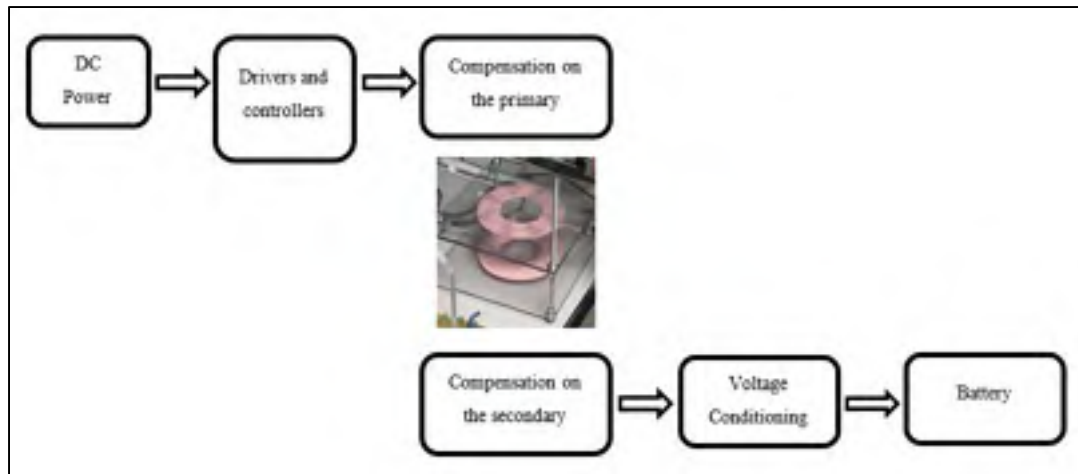 DC
Power
Drivers and
controllers
Compensation on
the primary
Compensation on
the secondary
Voltage
Conditioning
Battery